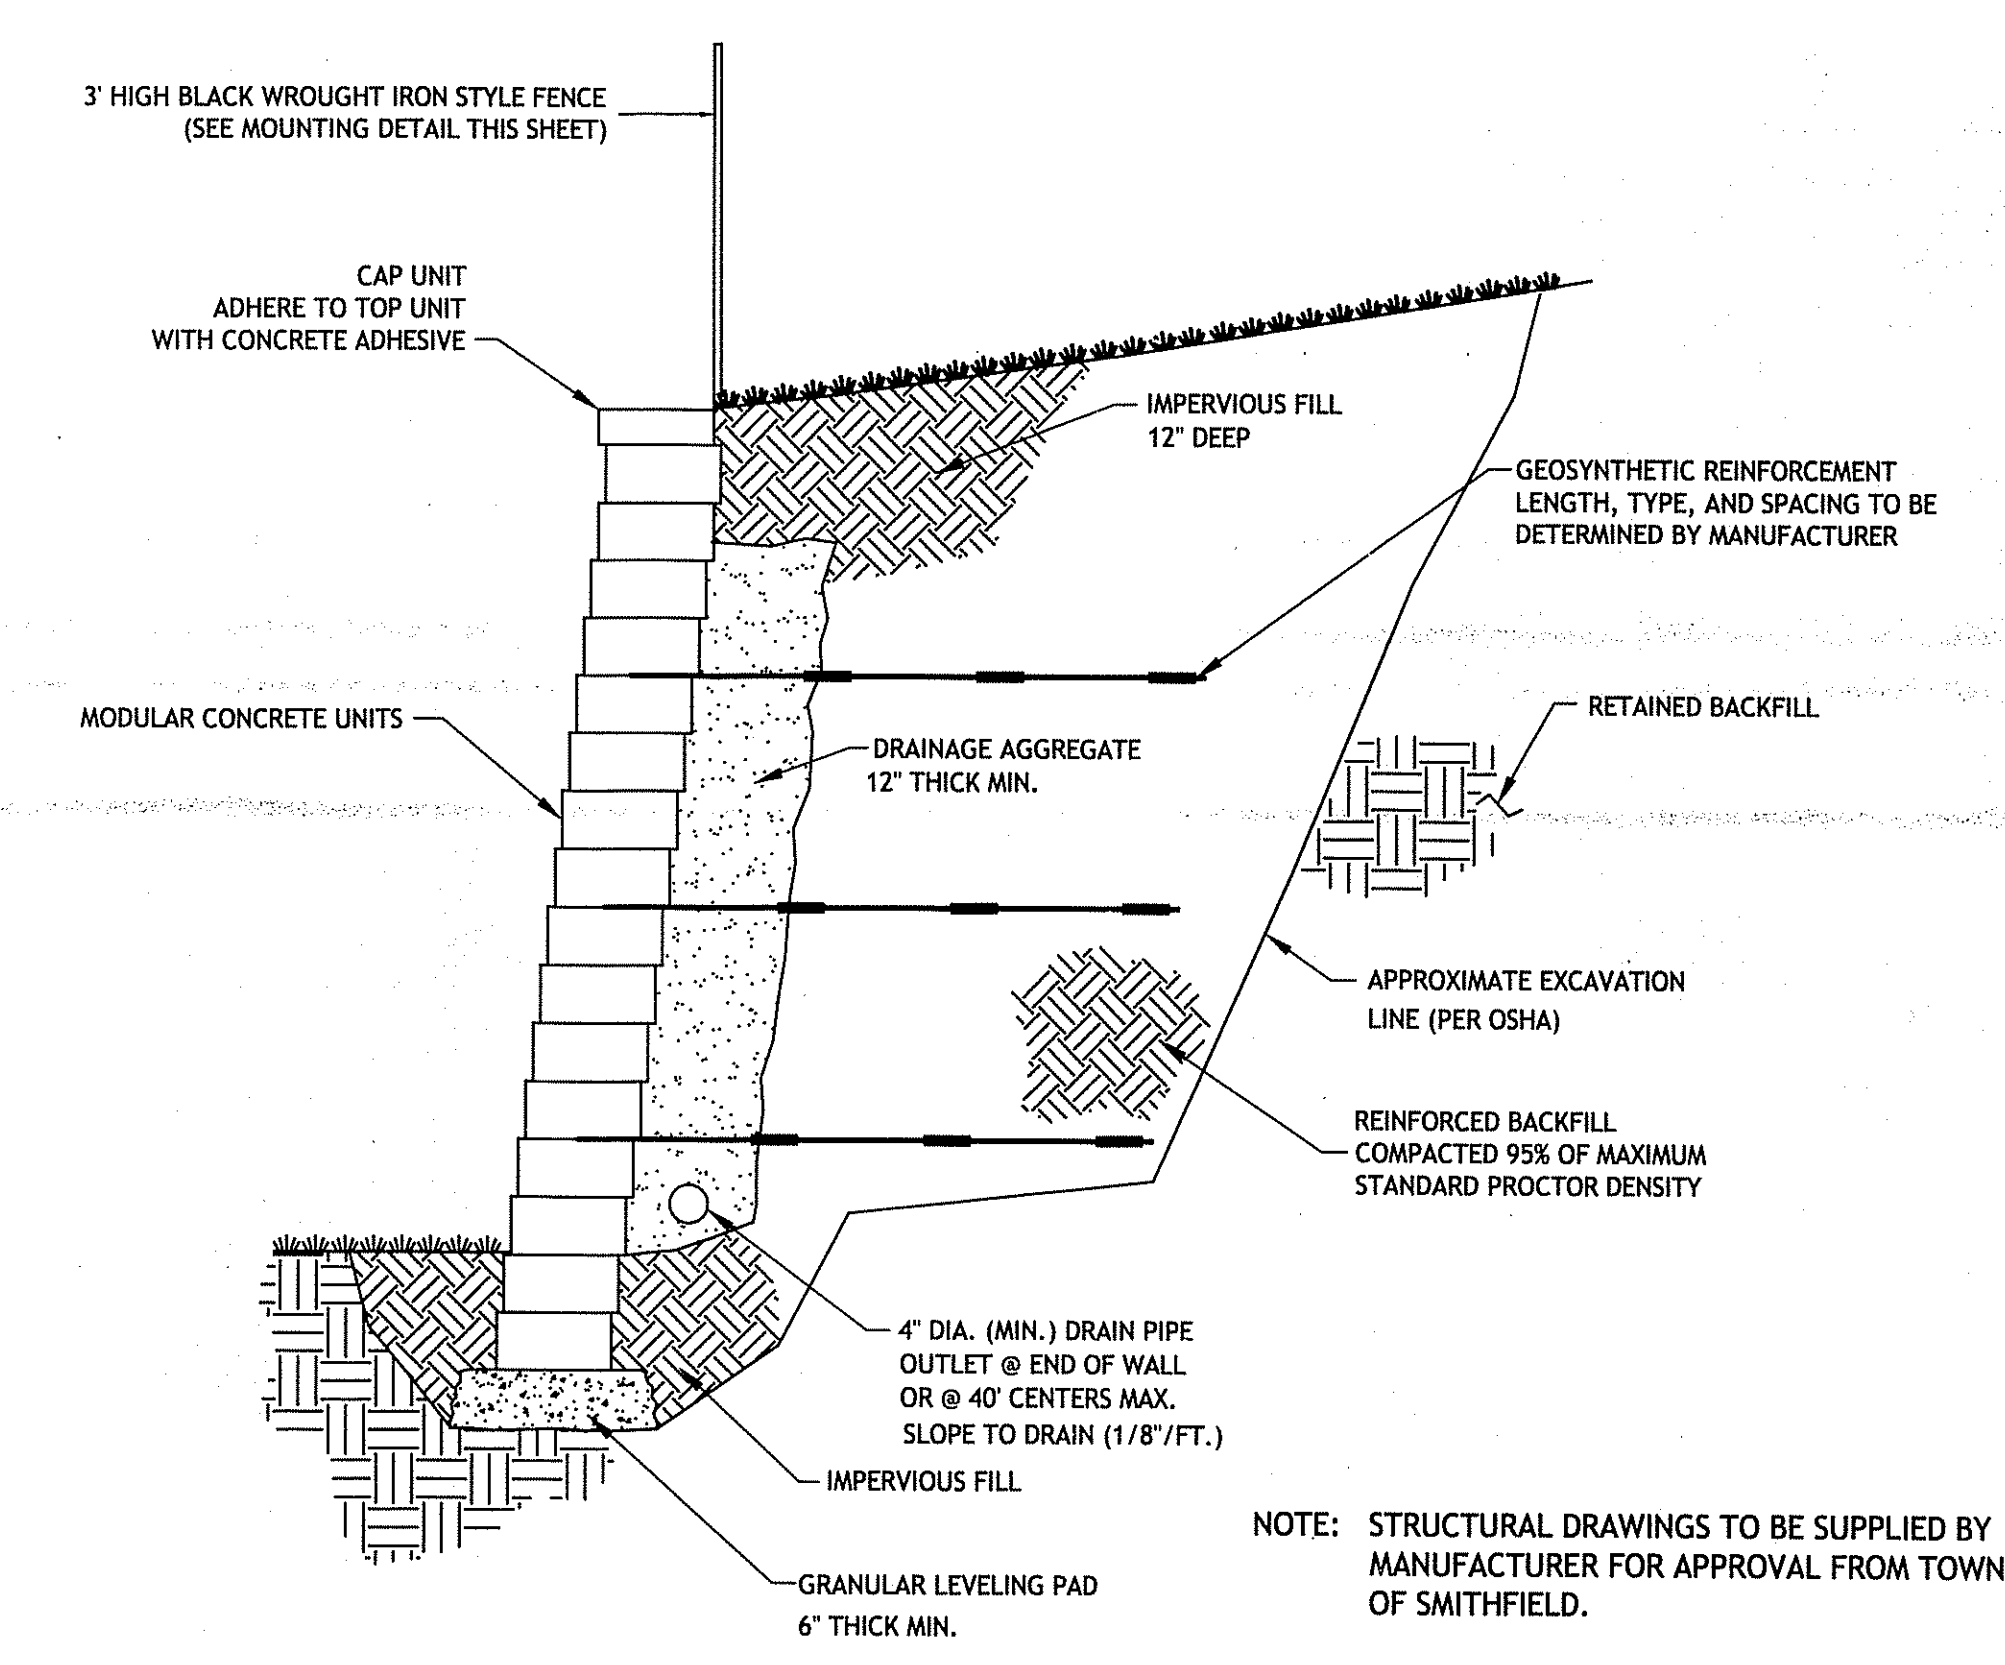 3' HIGH BLACK WROUGHT IRON STYLE FENCE
(SEE MOUNTING DETAIL THIS SHEET)
CAP UNIT
ADHERE TO TOP UNIT
WITH CONCRETE ADHESIVE
IMPERVIOUS FILL
12" DEEP
GEOSYNTHETIC REINFORCEMENT
LENGTH, TYPE, AND SPACING TO BE
DETERMINED BY MANUFACTURER
MODULAR CONCRETE UNITS
RETAINED BACKFILL
DRAINAGE AGGREGATE
12" THICK MIN.
APPROXIMATE EXCAVATION
LINE (PER OSHA)
REINFORCED BACKFILL
COMPACTED 95% OF MAXIMUM
STANDARD PROCTOR DENSITY
4" DIA. (MIN.) DRAIN PIPE
OUTLET @ END OF WALL
OR @ 40' CENTERS MAX.
SLOPE TO DRAIN (1/8"/FT.)
IMPERVIOUS FILL
GRANULAR LEVELING PAD
6" THICK MIN.
NOTE: STRUCTURAL DRAWINGS TO BE SUPPLIED BY
MANUFACTURER FOR APPROVAL FROM TOWN
OF SMITHFIELD.